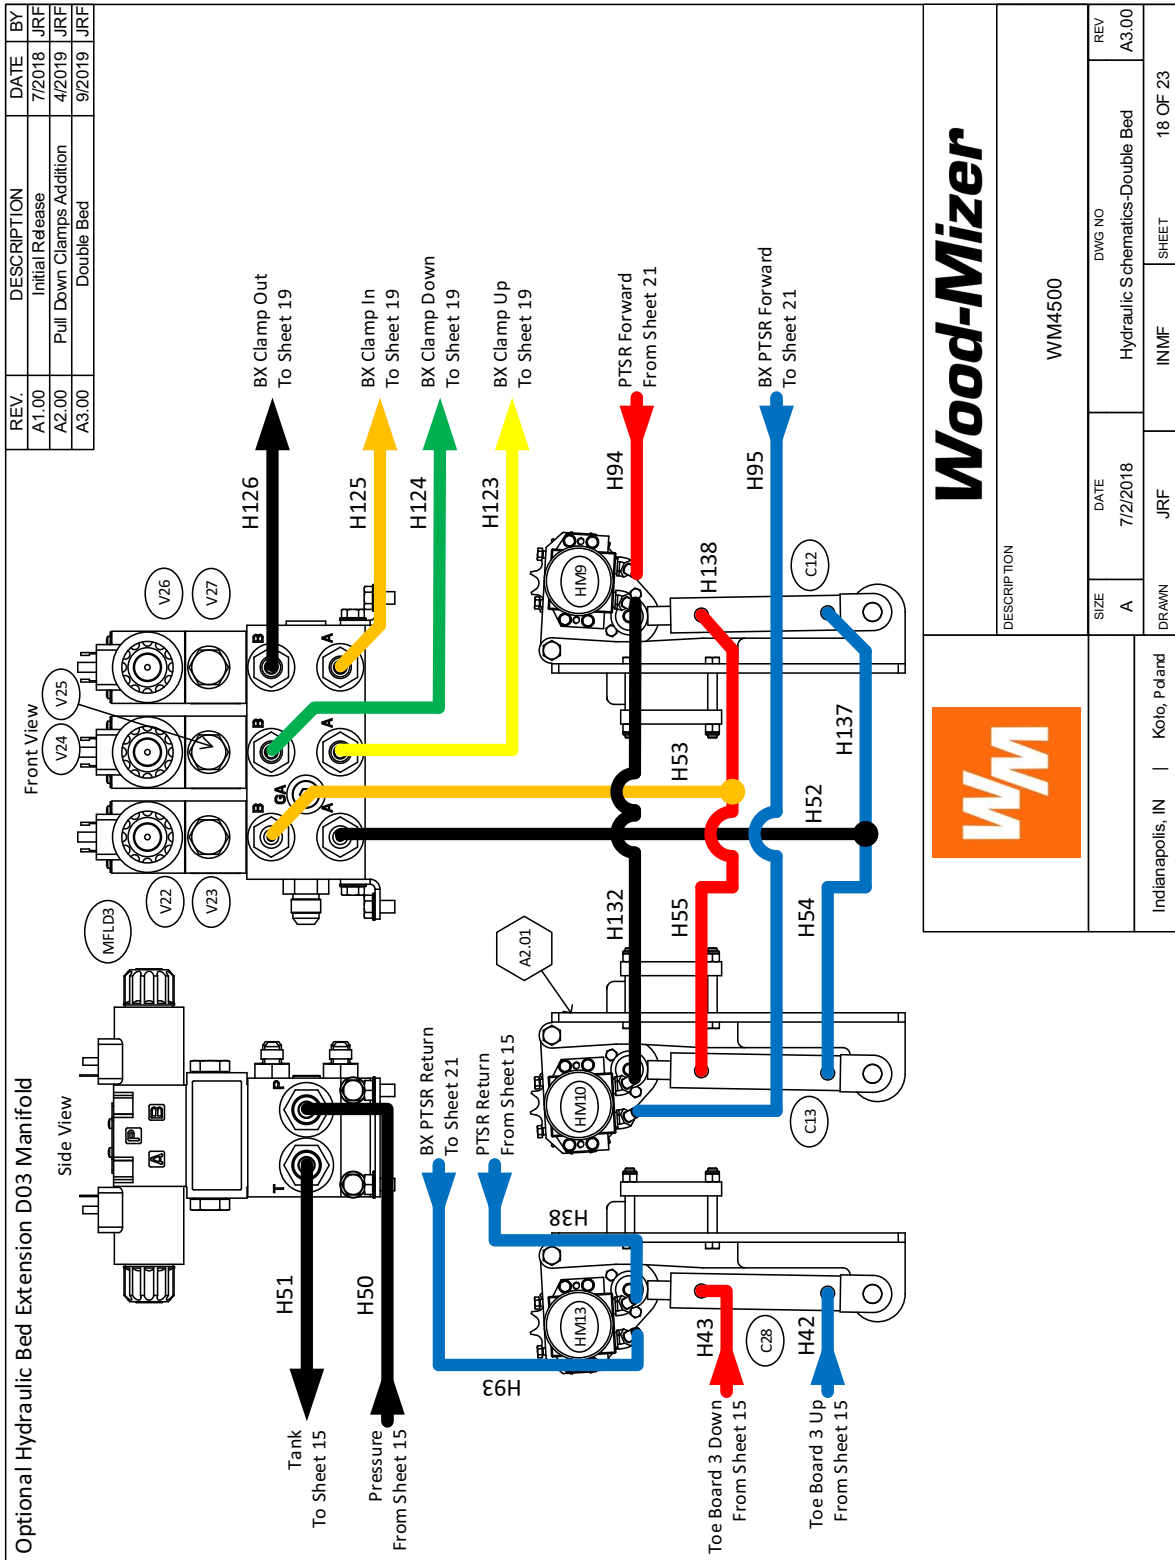 Optional Hydraulic Bed Extension D03 Manifold
REV.
DESCRIPTION
DATE
BY
A1.00
Initial Release
7/2018
JRF
A2.00
Pull Down Clamps Addition
4/2019
JRF
A3.00
Double Bed
9/2019
JRF
Side View
Front View
MFLD3
V22
V23
V24
V25
V26
V27
A
P
B
T
P
B
GA
A
B
A
B
A
H51
H50
Tank
To Sheet 15
Pressure
From Sheet 15
H126
BX Clamp Out
To Sheet 19
H125
BX Clamp In
To Sheet 19
H124
BX Clamp Down
To Sheet 19
H123
BX Clamp Up
To Sheet 19
BX PTSR Return
To Sheet 21
PTSR Return
From Sheet 15
H93
H38
HM13
H43
C28
H42
Toe Board 3 Down
From Sheet 15
Toe Board 3 Up
From Sheet 15
A2.01
HM10
C13
H132
H55
H54
H53
H52
HM9
H138
C12
H137
H94
PTSR Forward
From Sheet 21
H95
BX PTSR Forward
To Sheet 21
WM
Wood-Mizer
DESCRIPTION
WM4500
SIZE
A
DATE
7/2/2018
DWG NO
Hydraulic Schematics-Double Bed
REV
A3.00
Indianapolis, IN | Koło, Poland
DRAWN
JRF
INMF
SHEET
18 OF 23